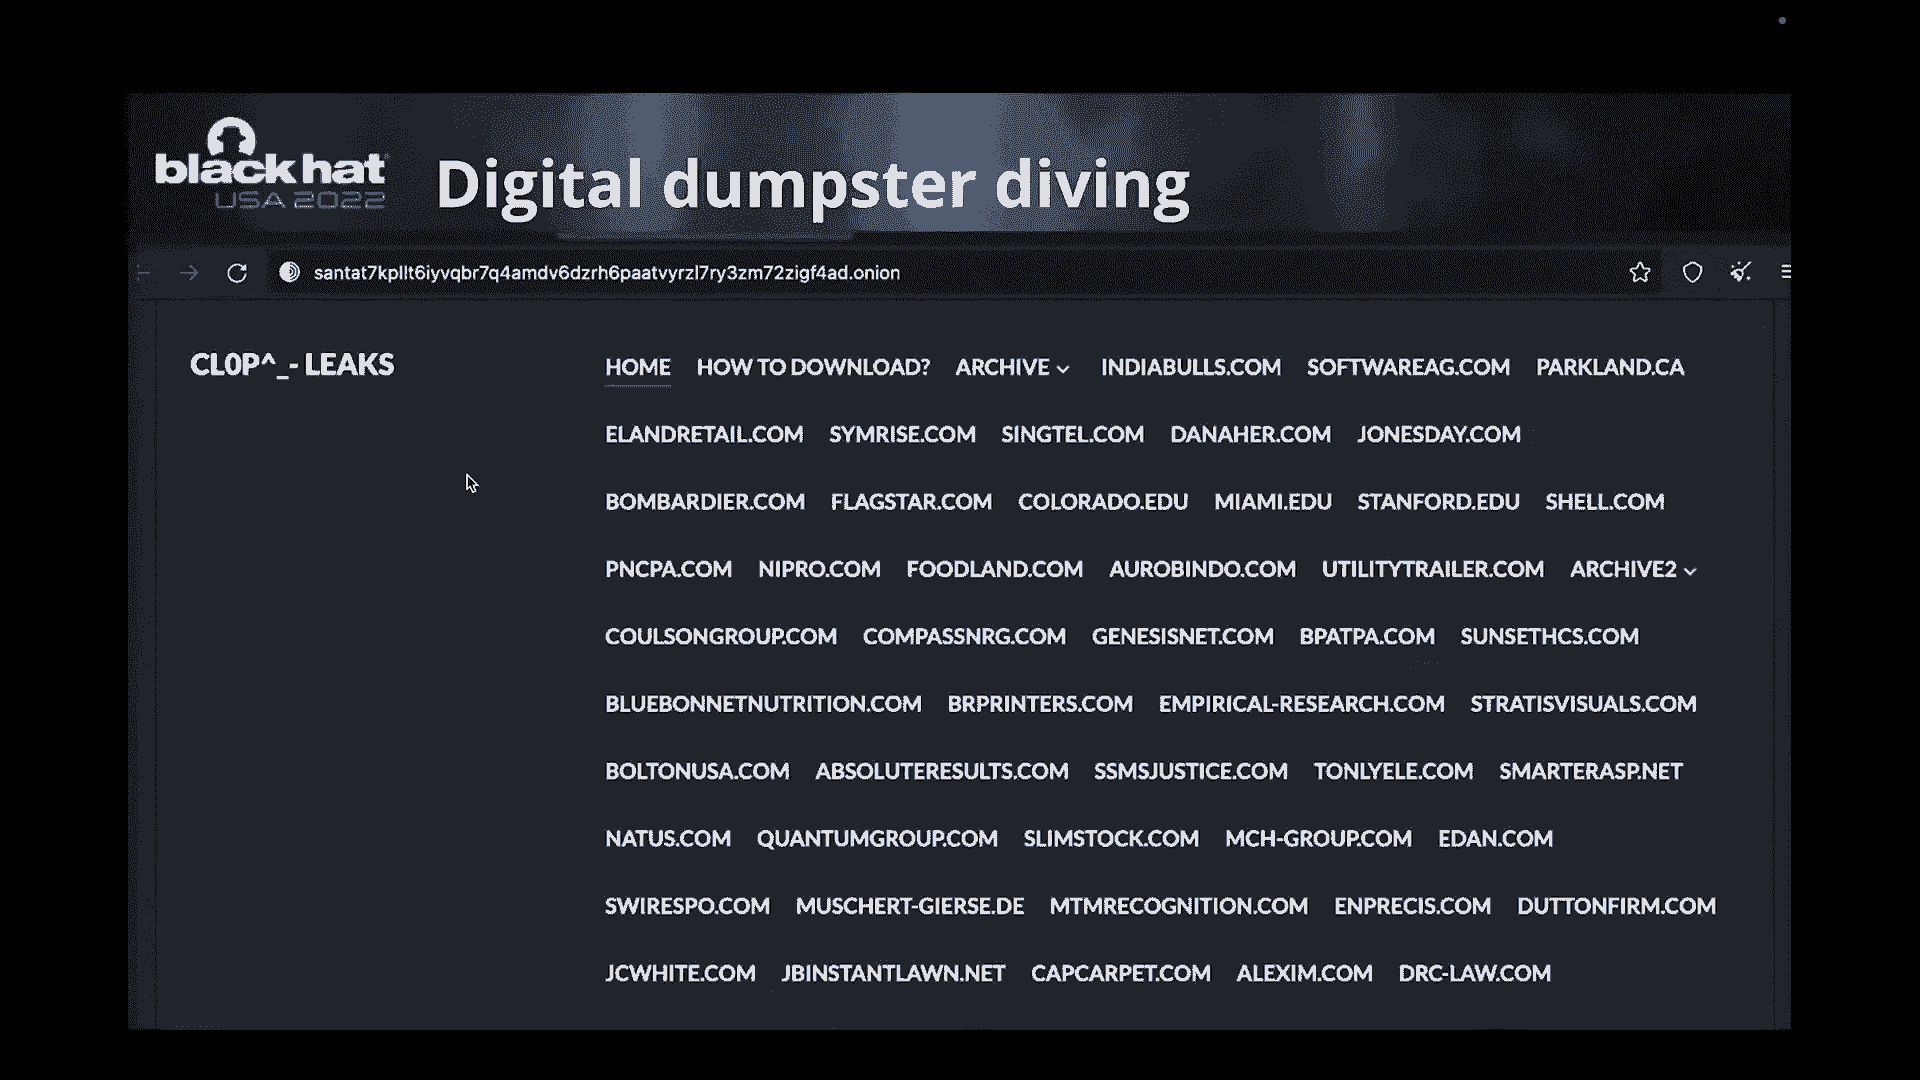 black hat
USA 2022
Digital dumpster diving
santat7kpllt6iyvqbr7q4amdv6dzrh6paatvyrzl7ry3zm72zigf4ad.onion
CL0P^_- LEAKS
HOME HOW TO DOWNLOAD? ARCHIVE INDIABULLS.COM SOFTWAREAG.COM PARKLAND.CA
ELANDRETAIL.COM SYMRISE.COM SINGTEL.COM DANAHER.COM JONESDAY.COM
BOMBARDIER.COM FLAGSTAR.COM COLORADO.EDU MIAMI.EDU STANFORD.EDU SHELL.COM
PNCPA.COM NIPRO.COM FOODLAND.COM AUROBINDO.COM UTILITYTRAILER.COM ARCHIVE2
COULSONGROUP.COM COMPASSNRG.COM GENESISNET.COM BPATPA.COM SUNSETHCS.COM
BLUEBONNETNUTRITION.COM BRPRINTERS.COM EMPIRICAL-RESEARCH.COM STRATISVISUALS.COM
BOLTONUSA.COM ABSOLUTERESULTS.COM SSMSJUSTICE.COM TONLYELE.COM SMARTERASP.NET
NATUS.COM QUANTUMGROUP.COM SLIMSTOCK.COM MCH-GROUP.COM EDAN.COM
SWIRESPO.COM MUSCHERT-GIERSE.DE MTMRECOGNITION.COM ENPRECIS.COM DUTTONFIRM.COM
JCWHITE.COM JBINSTANTLAWN.NET CAPCARPET.COM ALEXIM.COM DRC-LAW.COM